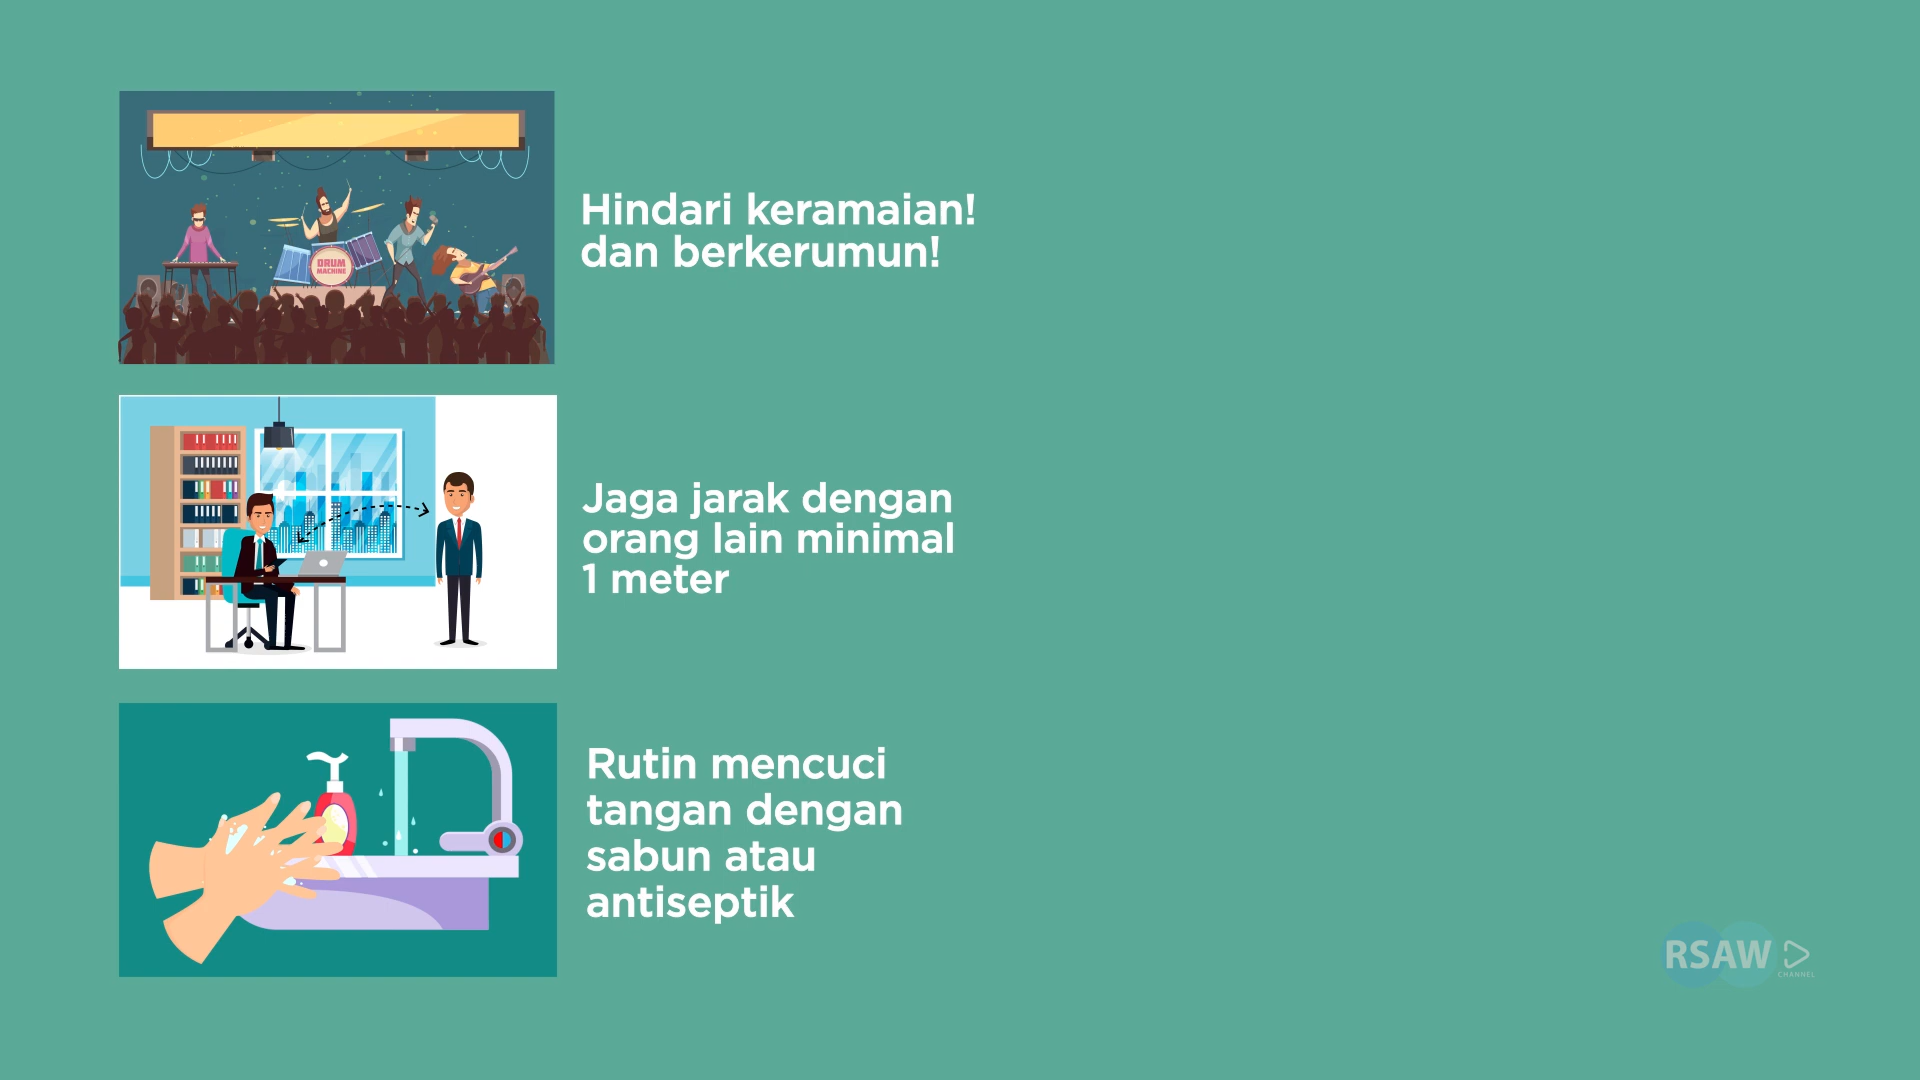 DRUM
MACHINE
Hindari keramaian!
dan berkerumun!
Jaga jarak dengan
orang lain minimal
1 meter
Rutin mencuci
tangan dengan
sabun atau
antiseptik
RSAW
CHANNEL